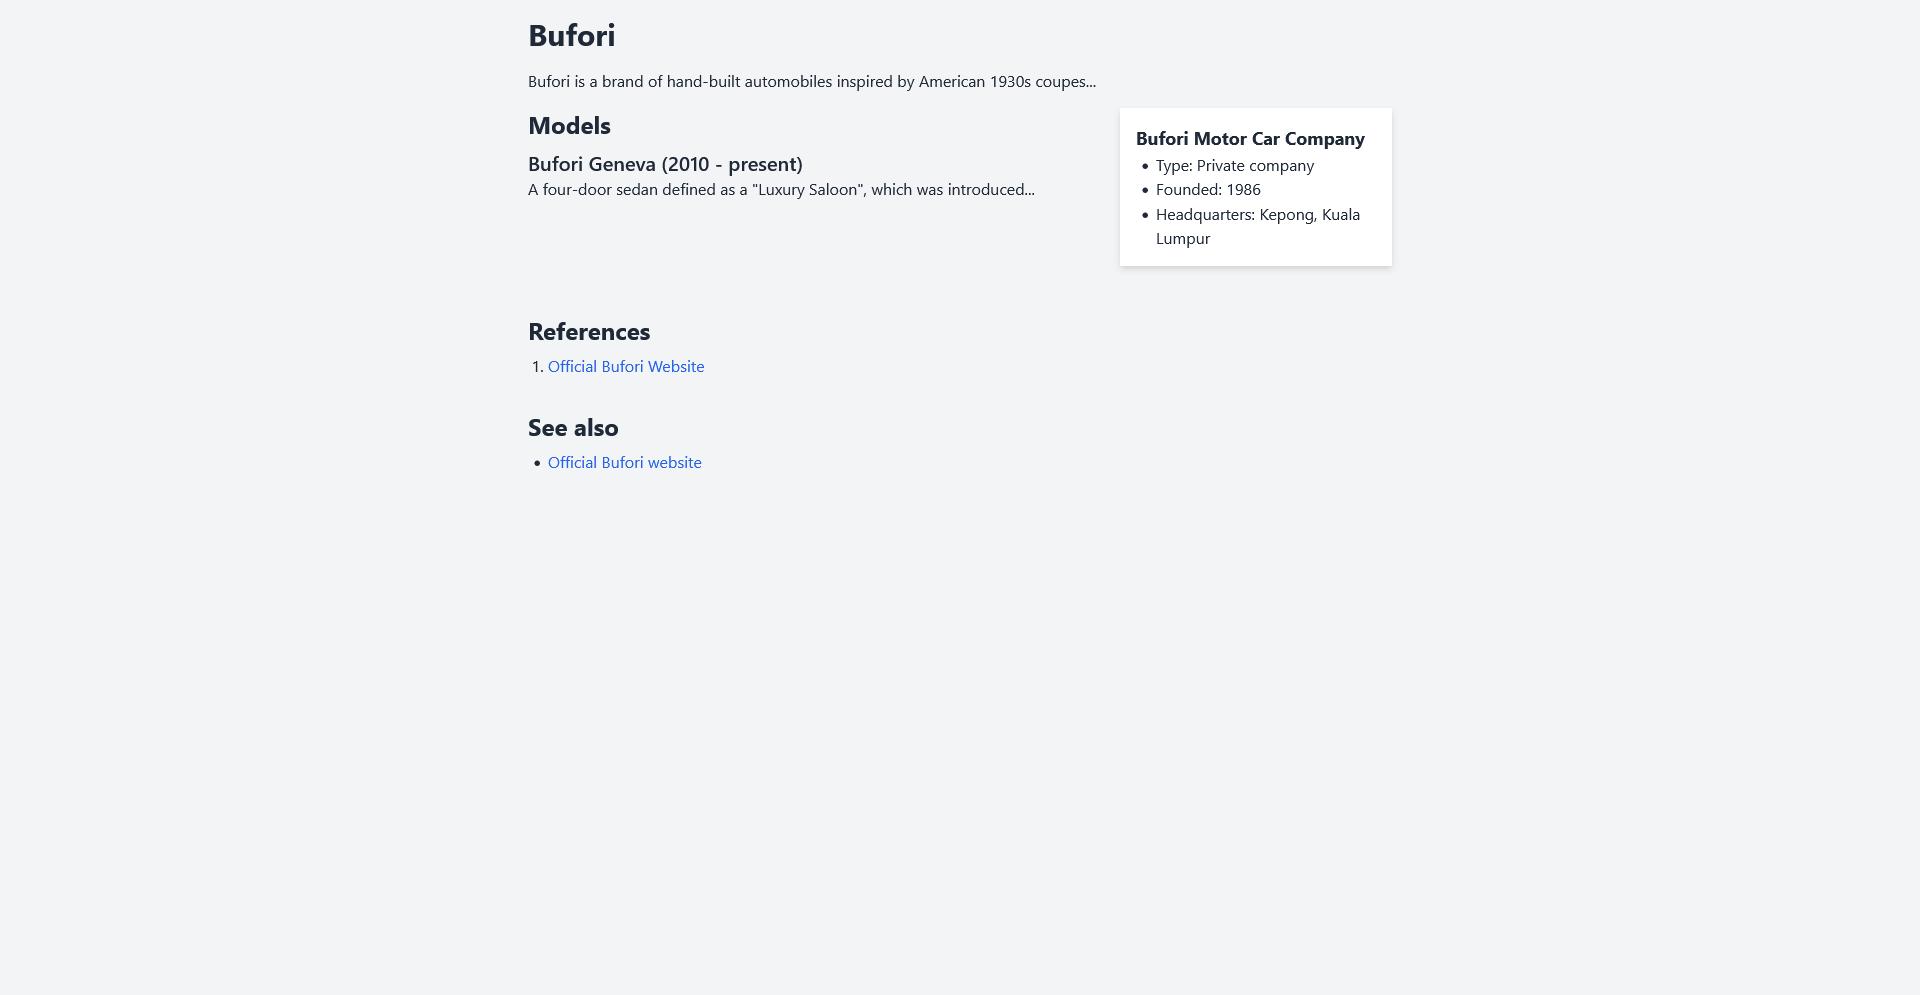 Bufori
Bufori is a brand of hand-built automobiles inspired by American 1930s coupes...
Models
Bufori Geneva (2010 - present)
A four-door sedan defined as a "Luxury Saloon", which was introduced...
Bufori Motor Car Company
• Type: Private company
• Founded: 1986
• Headquarters: Kepong, Kuala
Lumpur
References
1. Official Bufori Website
See also
• Official Bufori website